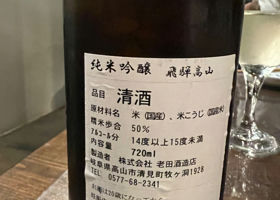 純米吟醸 飛騨高山
品目 清酒
原材料名 米(国産)、米こうじ(国産米)
精米歩合 50%
アルコール分 14度以上15度未満
内容量 720ml
製造者 株式会社 老田酒造店
岐阜県高山市清見町牧ヶ洞1928
TEL 0577-68-2341